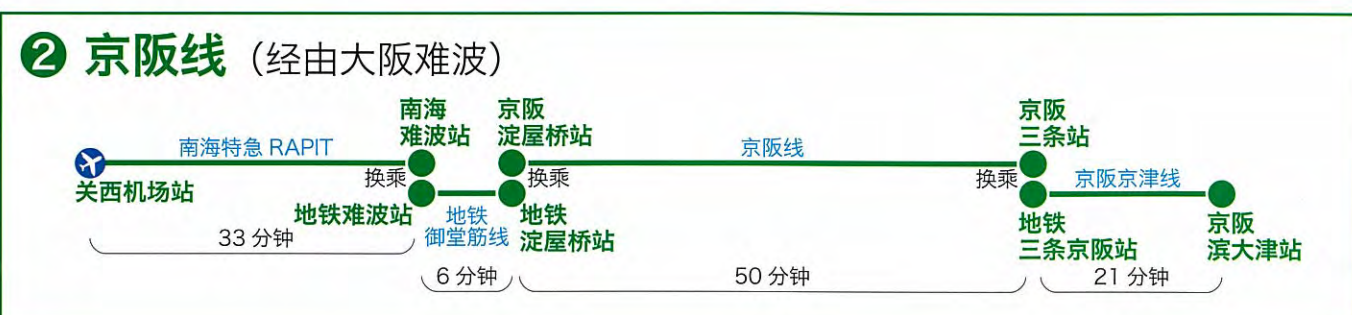 ❷ 京阪线（经由大阪难波）
南海
难波站
京阪
淀屋桥站
京阪
三条站
南海特急 RAPIT
京阪线
京阪京津线
换乘
换乘
换乘
关西机场站
地铁难波站
地铁
御堂筋线
地铁
淀屋桥站
地铁
三条京阪站
京阪
滨大津站
33 分钟
6 分钟
50 分钟
21 分钟